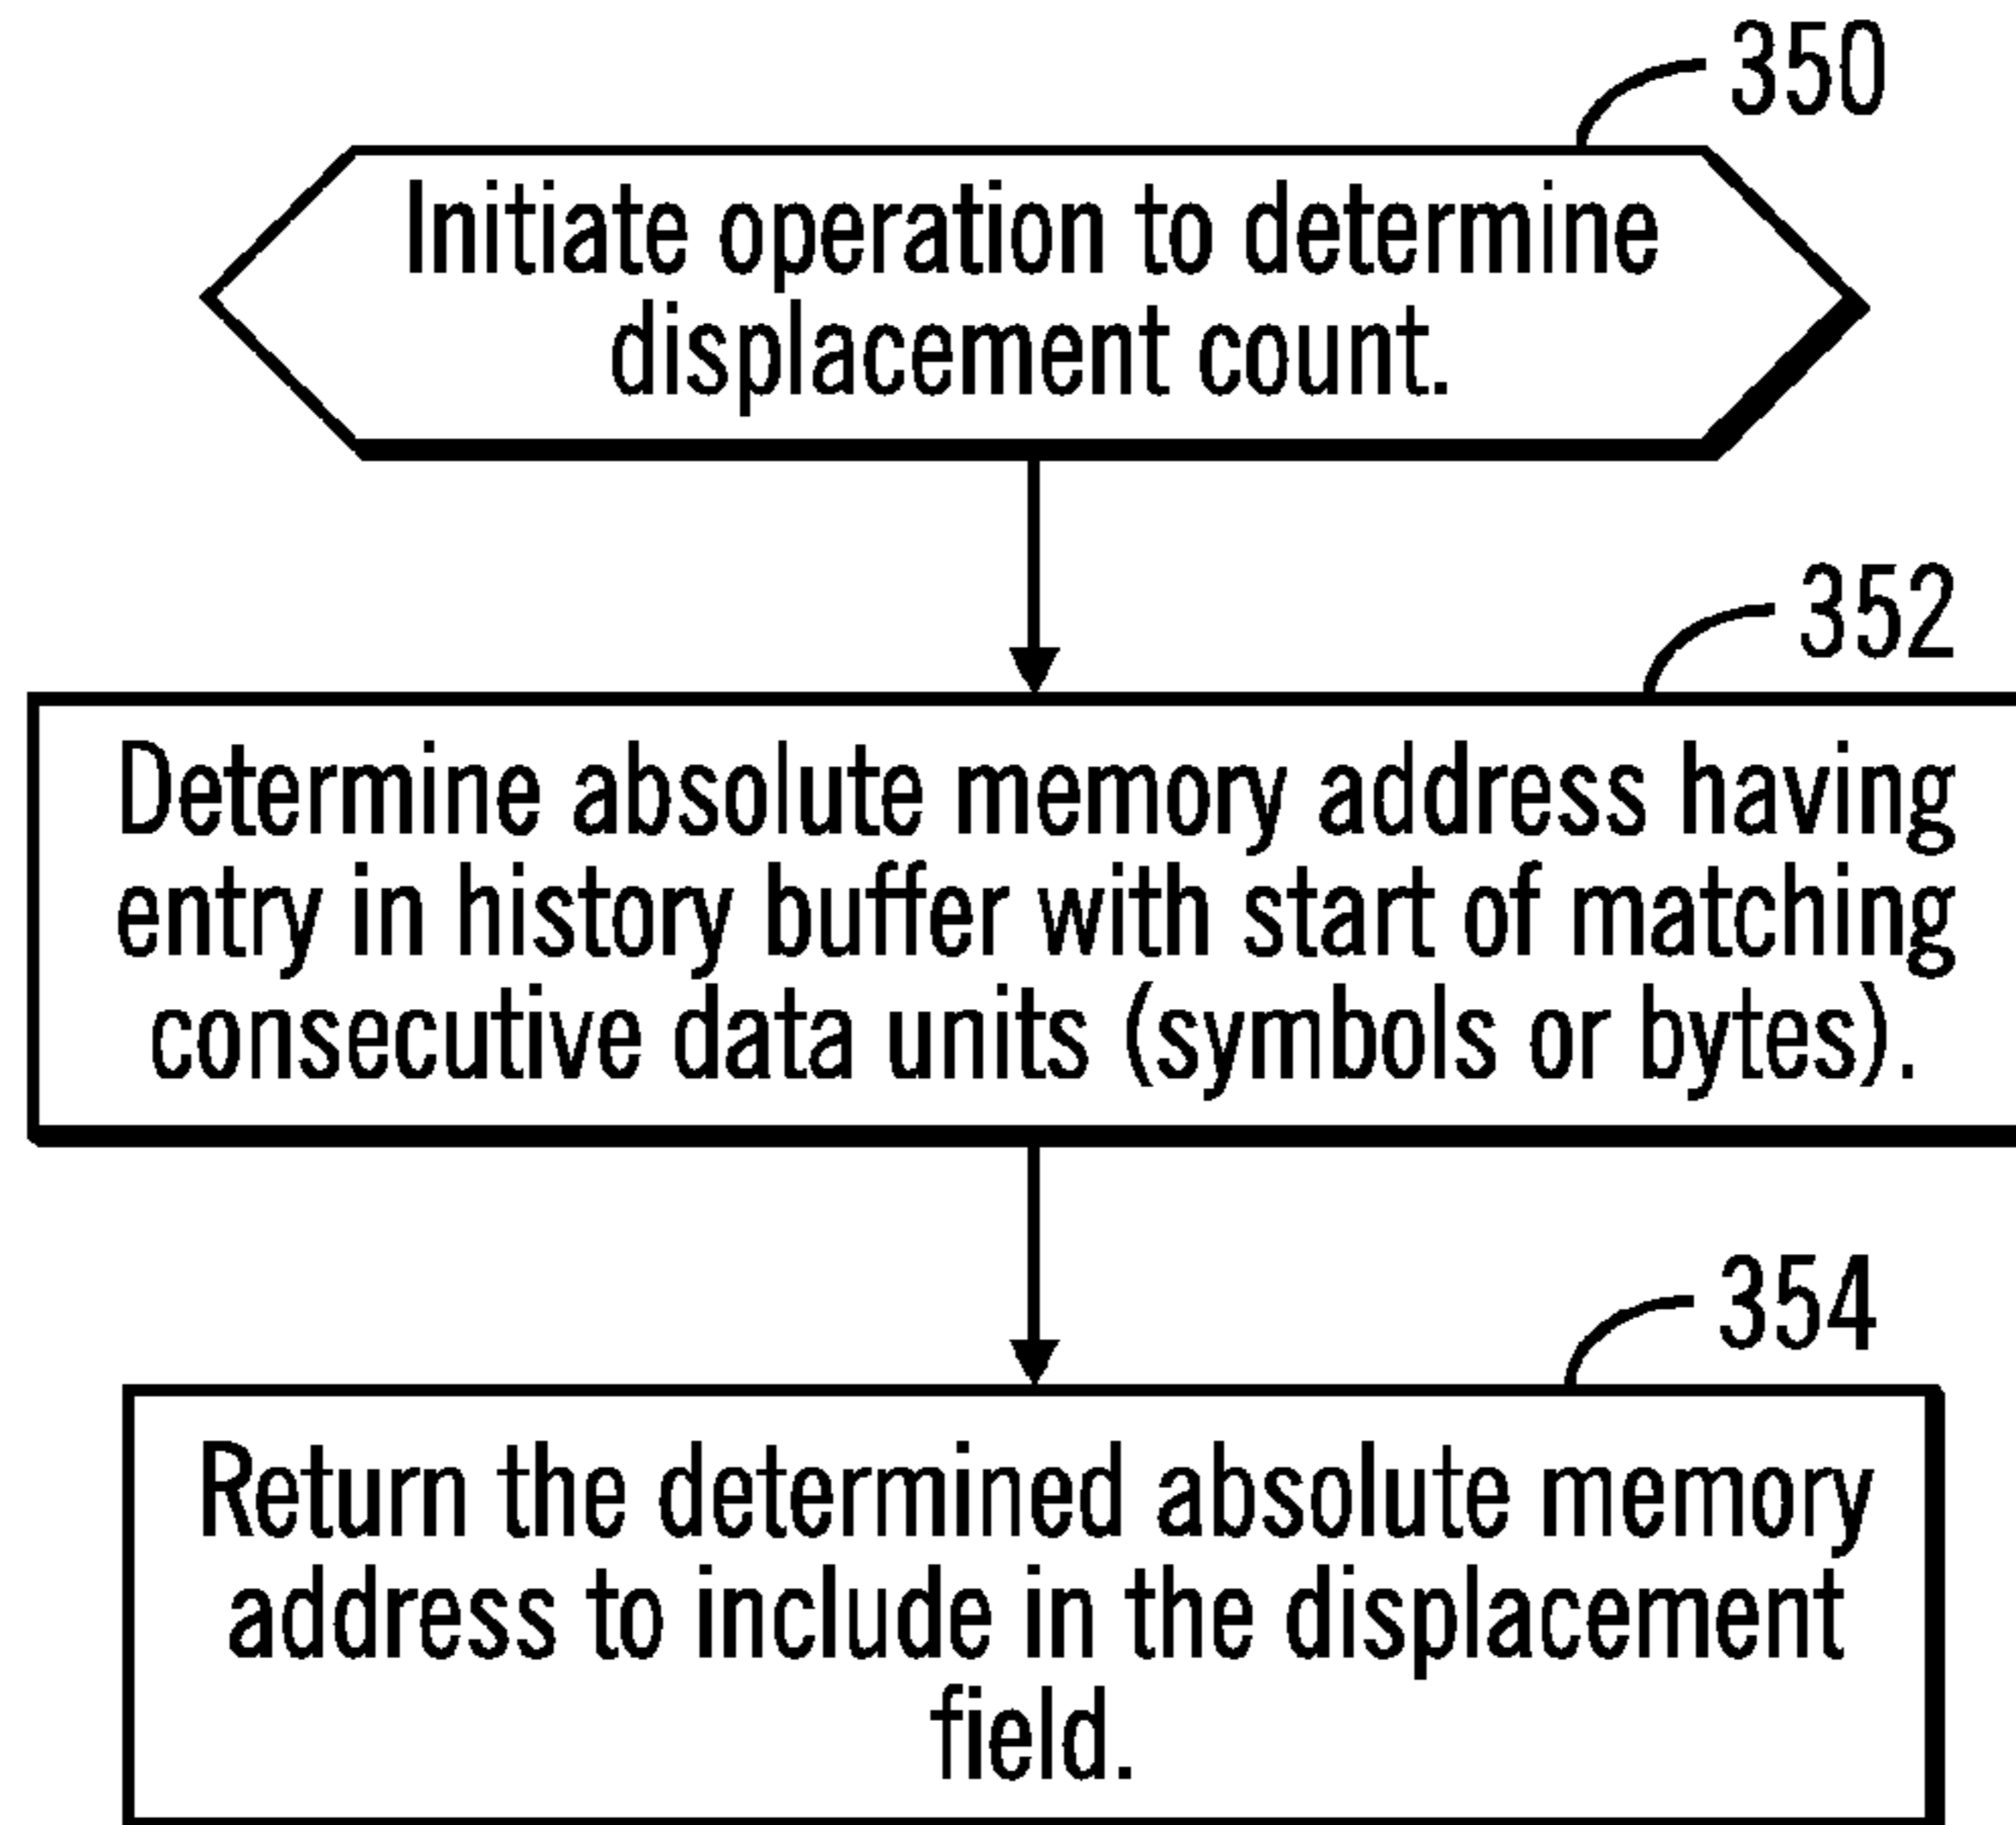 350
Initiate operation to determine
displacement count.
352
Determine absolute memory address having
entry in history buffer with start of matching
consecutive data units (symbols or bytes).
354
Return the determined absolute memory
address to include in the displacement
field.